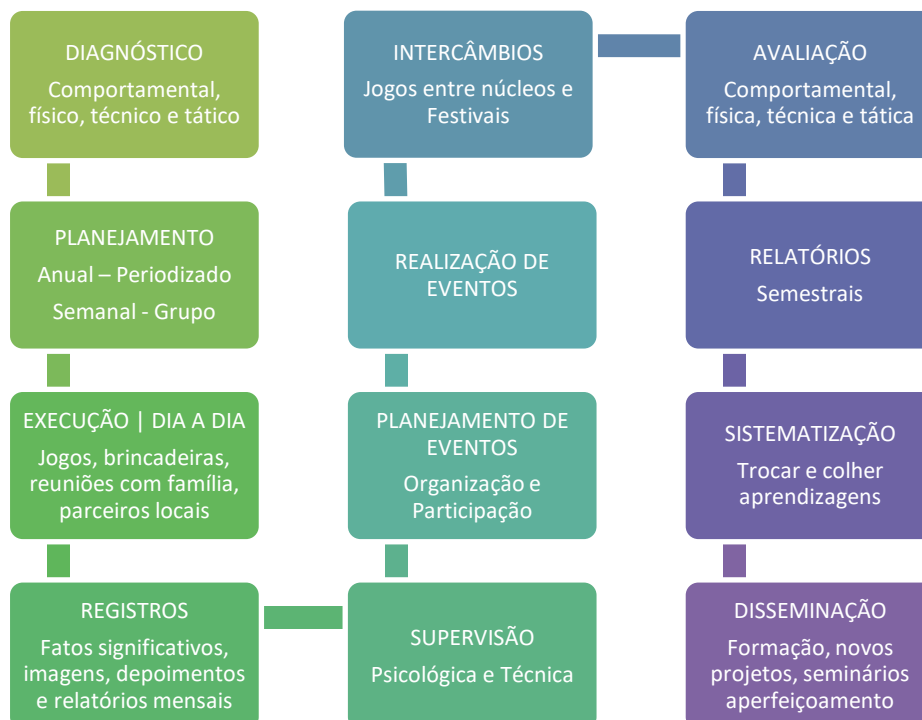 DIAGNÓSTICO
Comportamental,
físico, técnico e tático
PLANEJAMENTO
Anual – Periodizado
Semanal - Grupo
EXECUÇÃO | DIA A DIA
Jogos, brincadeiras,
reuniões com família,
parceiros locais
REGISTROS
Fatos significativos,
imagens, depoimentos
e relatórios mensais
SUPERVISÃO
Psicológica e Técnica
PLANEJAMENTO DE
EVENTOS
Organização e
Participação
REALIZAÇÃO DE
EVENTOS
INTERCÂMBIOS
Jogos entre núcleos e
Festivais
AVALIAÇÃO
Comportamental,
física, técnica e tática
RELATÓRIOS
Semestrais
SISTEMATIZAÇÃO
Trocar e colher
aprendizagens
DISSEMINAÇÃO
Formação, novos
projetos, seminários
aperfeiçoamento